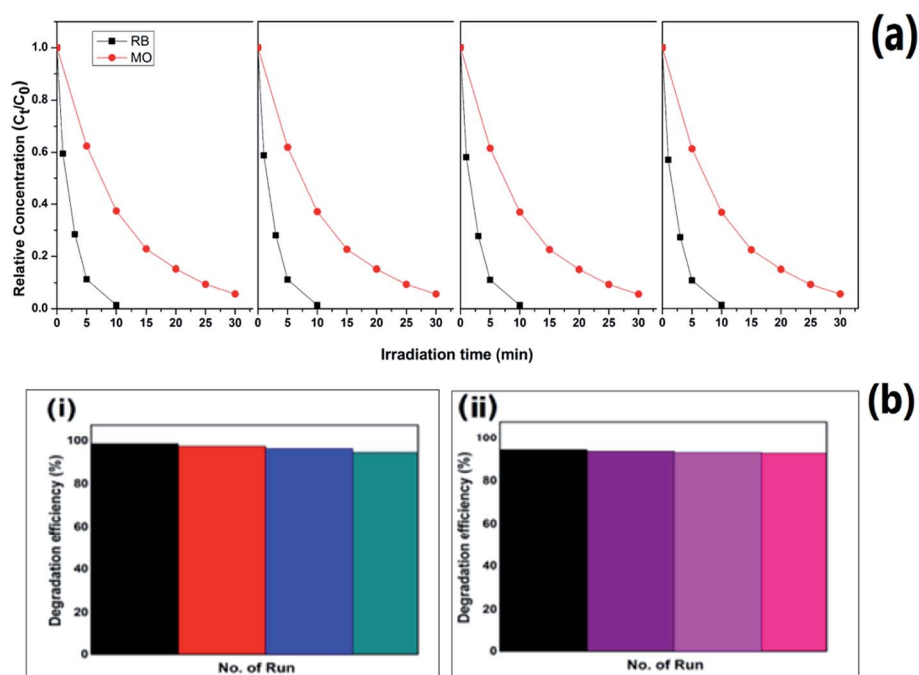 (a)
RB
MO
Relative Concentration (Ct/C0)
1.0
0.8
0.6
0.4
0.2
0.0
0 5 10 15 20 25 30 0 5 10 15 20 25 30 0 5 10 15 20 25 30 0 5 10 15 20 25 30
Irradiation time (min)
(b)
(i)
Degradation efficiency (%)
100
80
60
40
20
0
No. of Run
(ii)
Degradation efficiency (%)
100
80
60
40
20
0
No. of Run